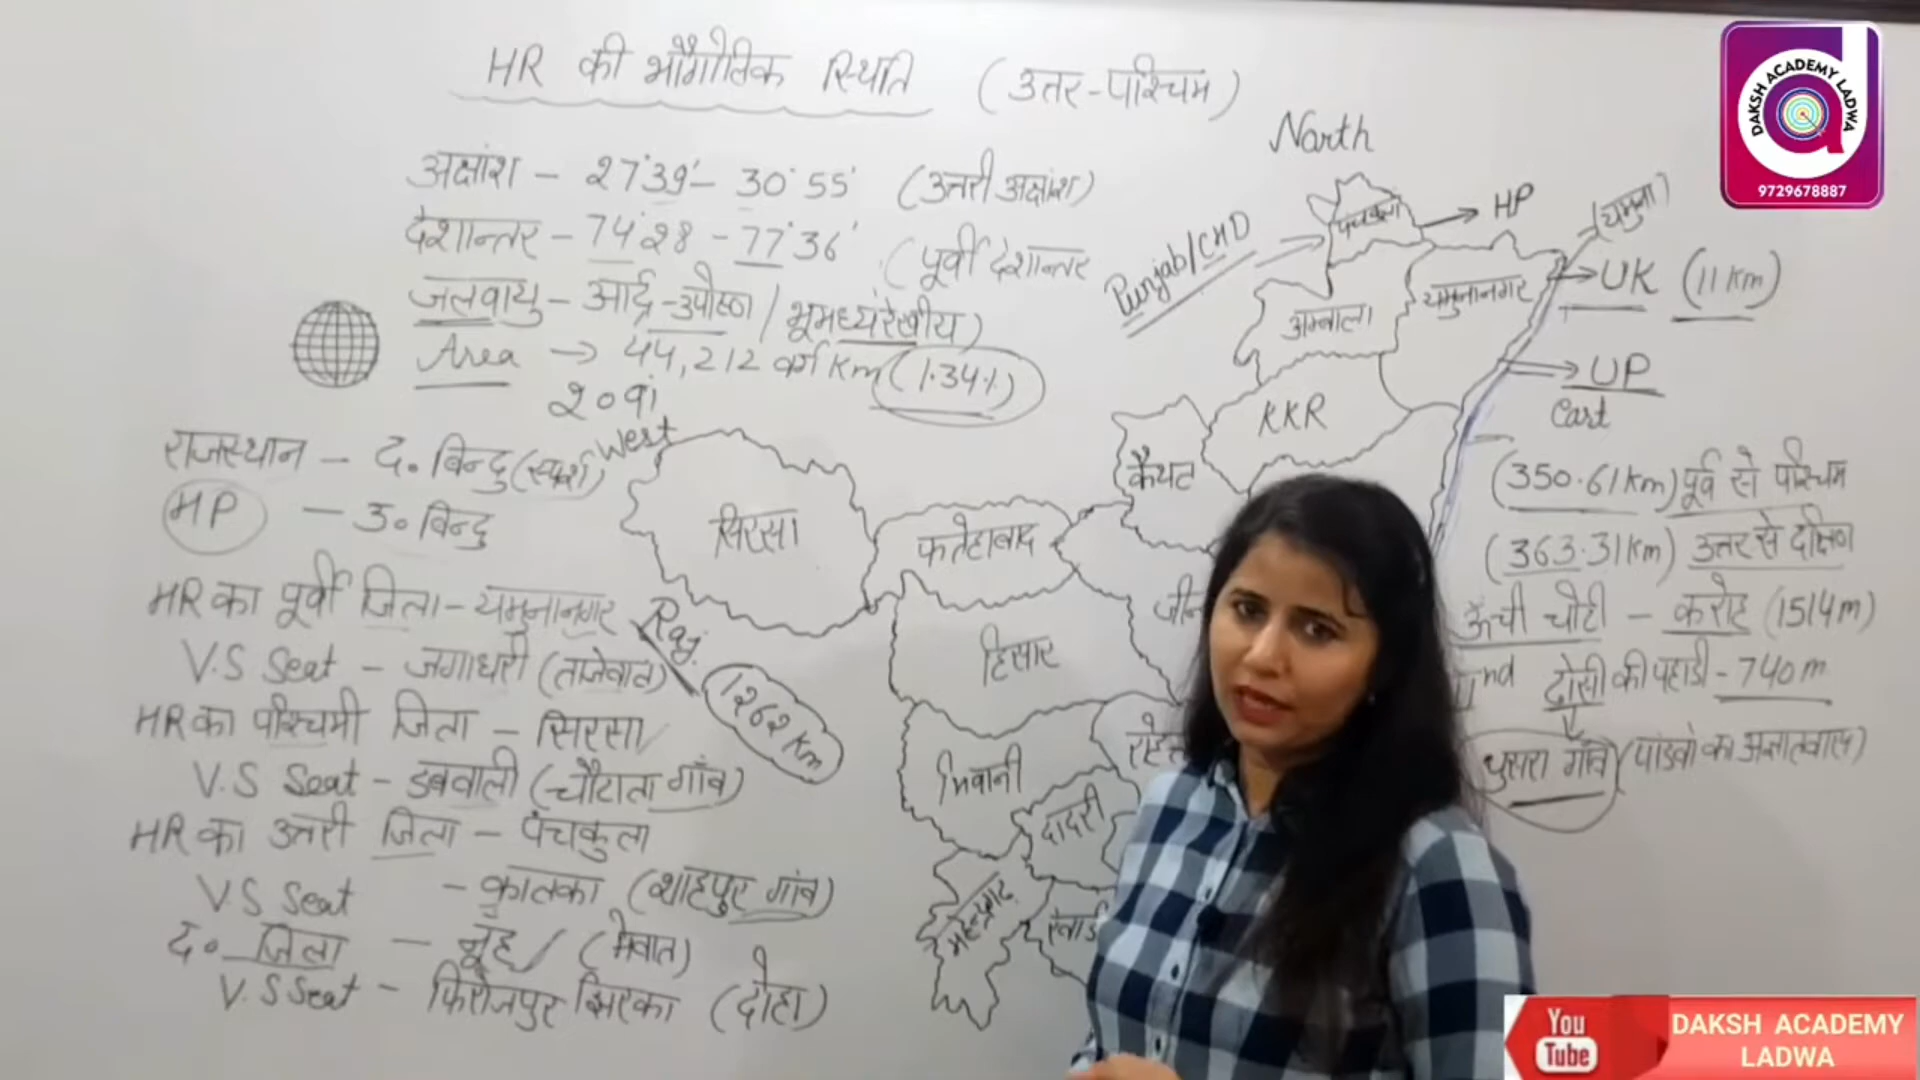 HR की भौगोलिक स्थिति (उत्तर-पश्चिम)
अक्षांश - 27°39' - 30°55' (उत्तरी अक्षांश)
देशान्तर - 74°28 - 77°36' (पूर्वी देशान्तर
जलवायु - आर्द्र-उपोष्ण / भूमध्यरेखीय)
Area → 44,212 वर्ग Km (1.34%)
20वां
राजस्थान - द० बिन्दु (स्पर्श)
HP - उ० बिन्दु
HR का पूर्वी जिला - यमुनानगर
V.S Seat - जगाधरी (ताजेवाला)
HR का पश्चिमी जिला - सिरसा
V.S Seat - डबवाली (चौटाला गाँव)
HR का उत्तरी जिला - पंचकुला
V.S Seat - कालका (शाहपुर गांव)
द० जिला - नूंह / (मेवात)
V.S Seat - फिरोजपुर झिरका (दोहा)
North
Punjab/CHD
पंचकुला
HP
(यमुना)
UK (11 Km)
यमुनानगर
अम्बाला
UP
East
KKR
कैथल
West
सिरसा
फतेहाबाद
जीन
हिसार
Raj.
1262 Km
भिवानी
रोहत
दादरी
महेन्द्रगढ़
रेवाड़
(350.61 Km) पूर्व से पश्चिम
(363.31 Km) उत्तर से दक्षिण
ऊँची चोटी - करोह (1514 m)
IInd दोसी की पहाडी - 740 m
धुसरा गाँव (पांडवो का अज्ञातवास)
DAKSH ACADEMY LADWA
9729678887
You Tube
DAKSH ACADEMY
LADWA